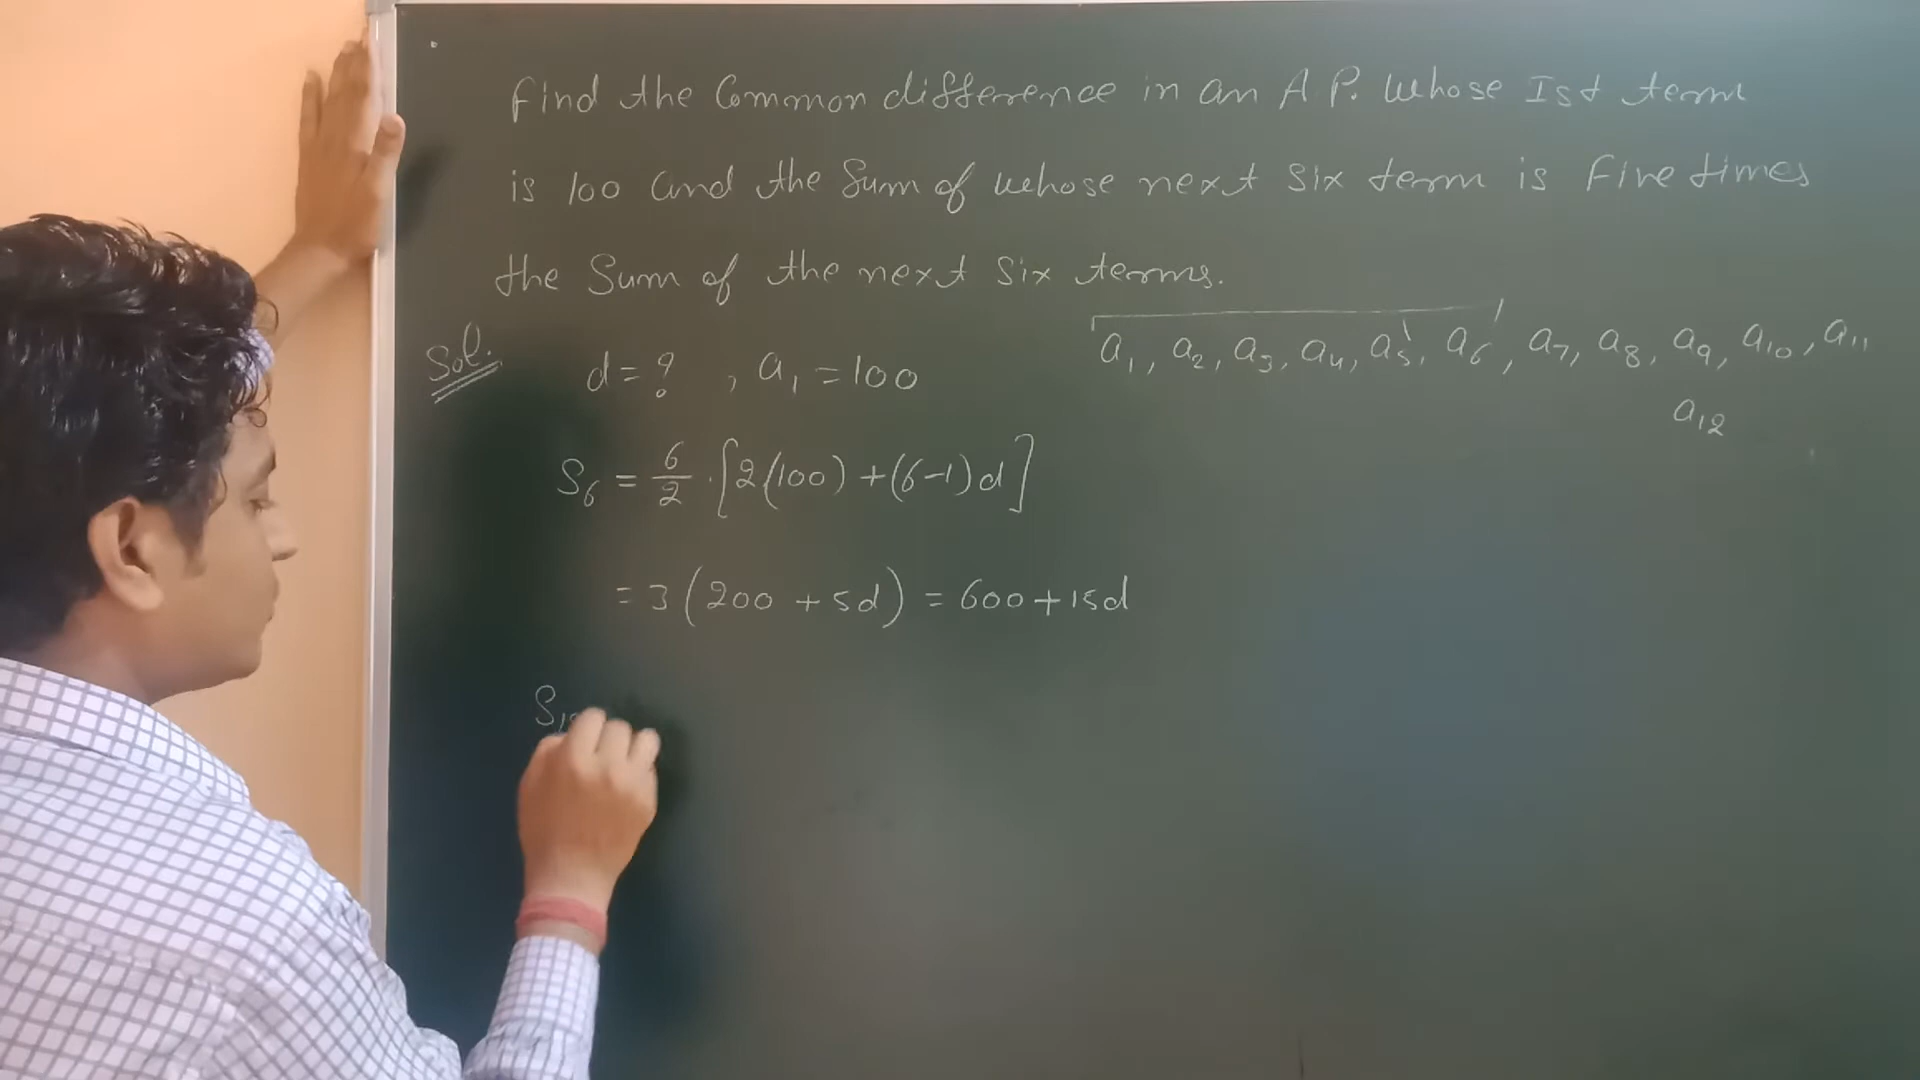 Find the Common difference in an A P. Whose Ist term
is 100 and the Sum of whose next six term is Five times
the Sum of the next six terms.
Sol. d = ? , a₁ = 100
a₁, a₂, a₃, a₄, a₅, a₆, a₇, a₈, a₉, a₁₀, a₁₁
a₁₂
S₆ = 6/2 · [2(100) + (6-1)d]
= 3(200 + 5d) = 600 + 15d